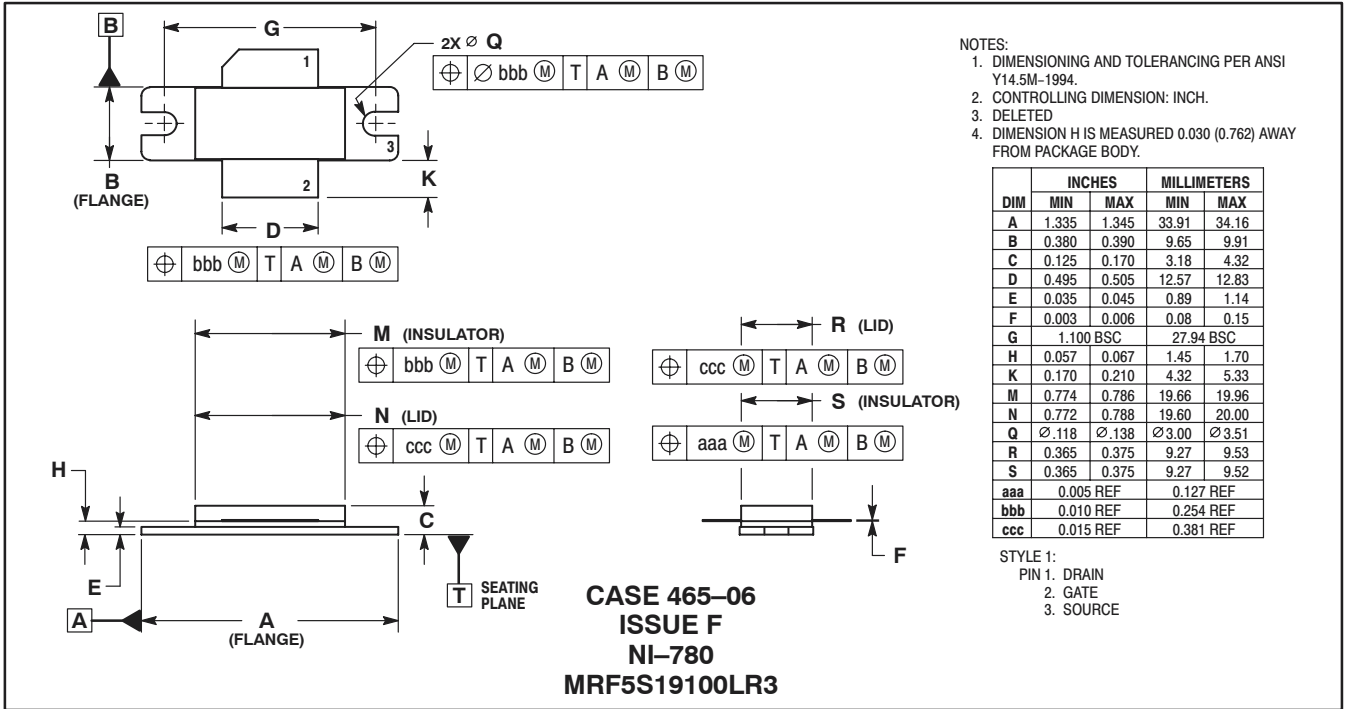 B
G
2X Ø Q
⌖ Ø bbb Ⓜ T A Ⓜ B Ⓜ
1
3
B
(FLANGE)
2
K
D
⌖ bbb Ⓜ T A Ⓜ B Ⓜ
M (INSULATOR)
⌖ bbb Ⓜ T A Ⓜ B Ⓜ
N (LID)
⌖ ccc Ⓜ T A Ⓜ B Ⓜ
R (LID)
⌖ ccc Ⓜ T A Ⓜ B Ⓜ
S (INSULATOR)
⌖ aaa Ⓜ T A Ⓜ B Ⓜ
H
C
E
F
T SEATING
PLANE
A
A
(FLANGE)
CASE 465–06
ISSUE F
NI–780
MRF5S19100LR3
NOTES:
1. DIMENSIONING AND TOLERANCING PER ANSI
Y14.5M–1994.
2. CONTROLLING DIMENSION: INCH.
3. DELETED
4. DIMENSION H IS MEASURED 0.030 (0.762) AWAY
FROM PACKAGE BODY.
INCHES MILLIMETERS
DIM MIN MAX MIN MAX
A 1.335 1.345 33.91 34.16
B 0.380 0.390 9.65 9.91
C 0.125 0.170 3.18 4.32
D 0.495 0.505 12.57 12.83
E 0.035 0.045 0.89 1.14
F 0.003 0.006 0.08 0.15
G 1.100 BSC 27.94 BSC
H 0.057 0.067 1.45 1.70
K 0.170 0.210 4.32 5.33
M 0.774 0.786 19.66 19.96
N 0.772 0.788 19.60 20.00
Q Ø .118 Ø .138 Ø 3.00 Ø 3.51
R 0.365 0.375 9.27 9.53
S 0.365 0.375 9.27 9.52
aaa 0.005 REF 0.127 REF
bbb 0.010 REF 0.254 REF
ccc 0.015 REF 0.381 REF
STYLE 1:
PIN 1. DRAIN
2. GATE
3. SOURCE